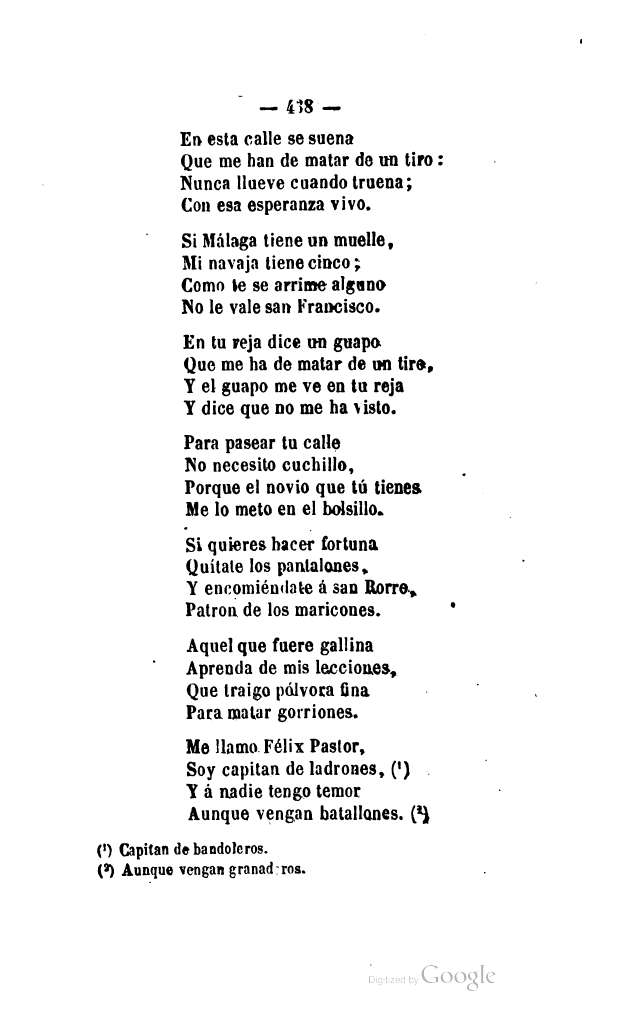 — 438 —
En esta calle se suena
Que me han de matar de un tiro:
Nunca llueve cuando truena;
Con esa esperanza vivo.
Si Málaga tiene un muelle,
Mi navaja tiene cinco;
Como te se arrime alguno
No le vale san Francisco.
En tu reja dice un guapo
Que me ha de matar de un tiro,
Y el guapo me ve en tu reja
Y dice que no me ha visto.
Para pasear tu calle
No necesito cuchillo,
Porque el novio que tú tienes
Me lo meto en el bolsillo.
Si quieres hacer fortuna
Quítate los pantalones,
Y encomiéndate á san Rorro,
Patron de los maricones.
Aquel que fuere gallina
Aprenda de mis lecciones,
Que traigo pólvora fina
Para matar gorriones.
Me llamo Félix Pastor,
Soy capitan de ladrones, (¹)
Y á nadie tengo temor
Aunque vengan batallones. (²)
(¹) Capitan de bandoleros.
(²) Aunque vengan granaderos.
Digitized by Google